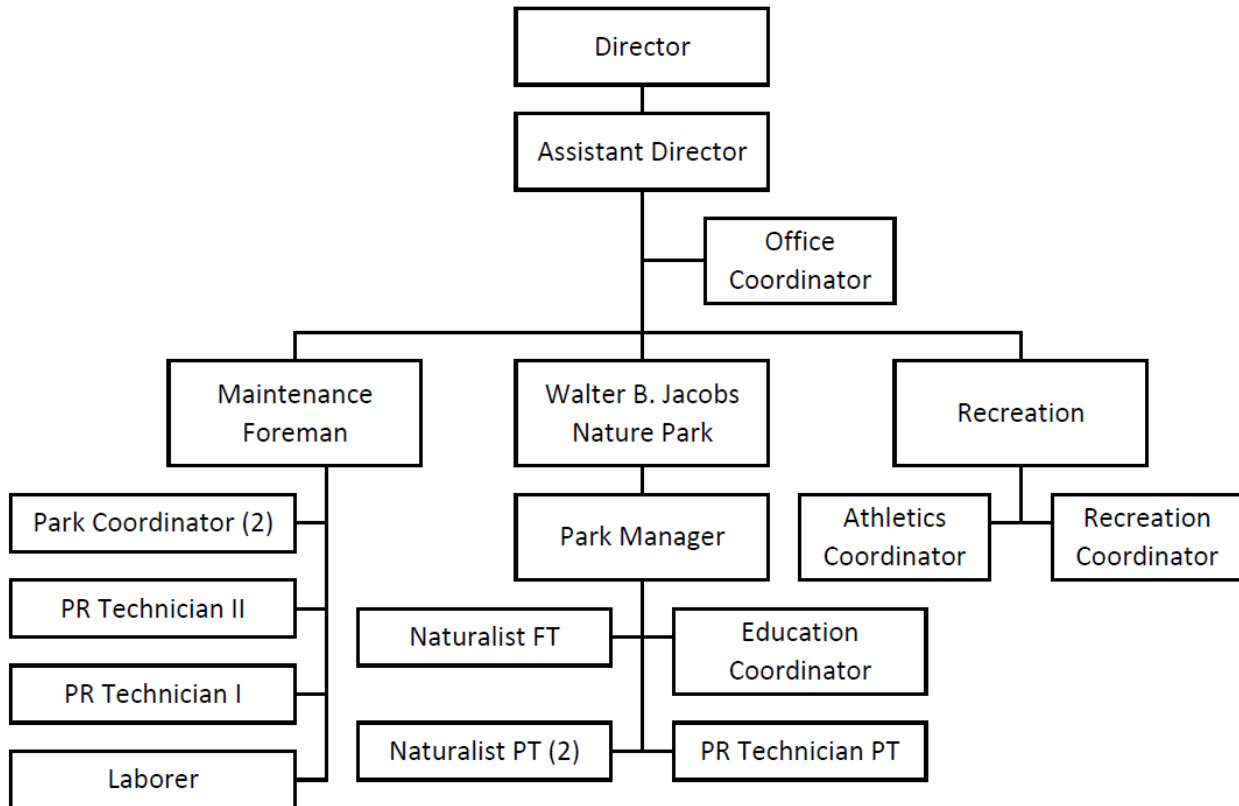 Director
Assistant Director
Office
Coordinator
Maintenance
Foreman
Walter B. Jacobs
Nature Park
Recreation
Park Coordinator (2)
PR Technician II
PR Technician I
Laborer
Park Manager
Naturalist FT
Education
Coordinator
Naturalist PT (2)
PR Technician PT
Athletics
Coordinator
Recreation
Coordinator